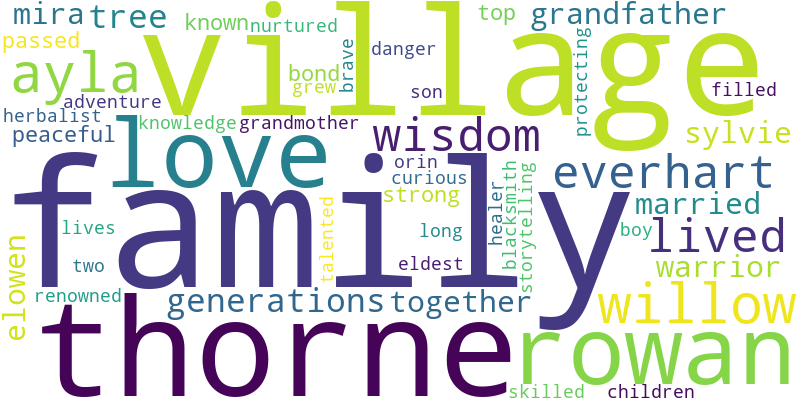 mira
tree
known
nurtured
top
grandfather
passed
village
danger
brave
protecting
ayla
bond
grew
son
filled
adventure
herbalist
knowledge
grandmother
wisdom
sylvie
peaceful
love
orin
curious
everhart
family
strong
healer
blacksmith
storytelling
married
lives
talented
long
boy
lived
two
eldest
warrior
elowen
renowned
generations
together
willow
thorne
rowan
skilled
children